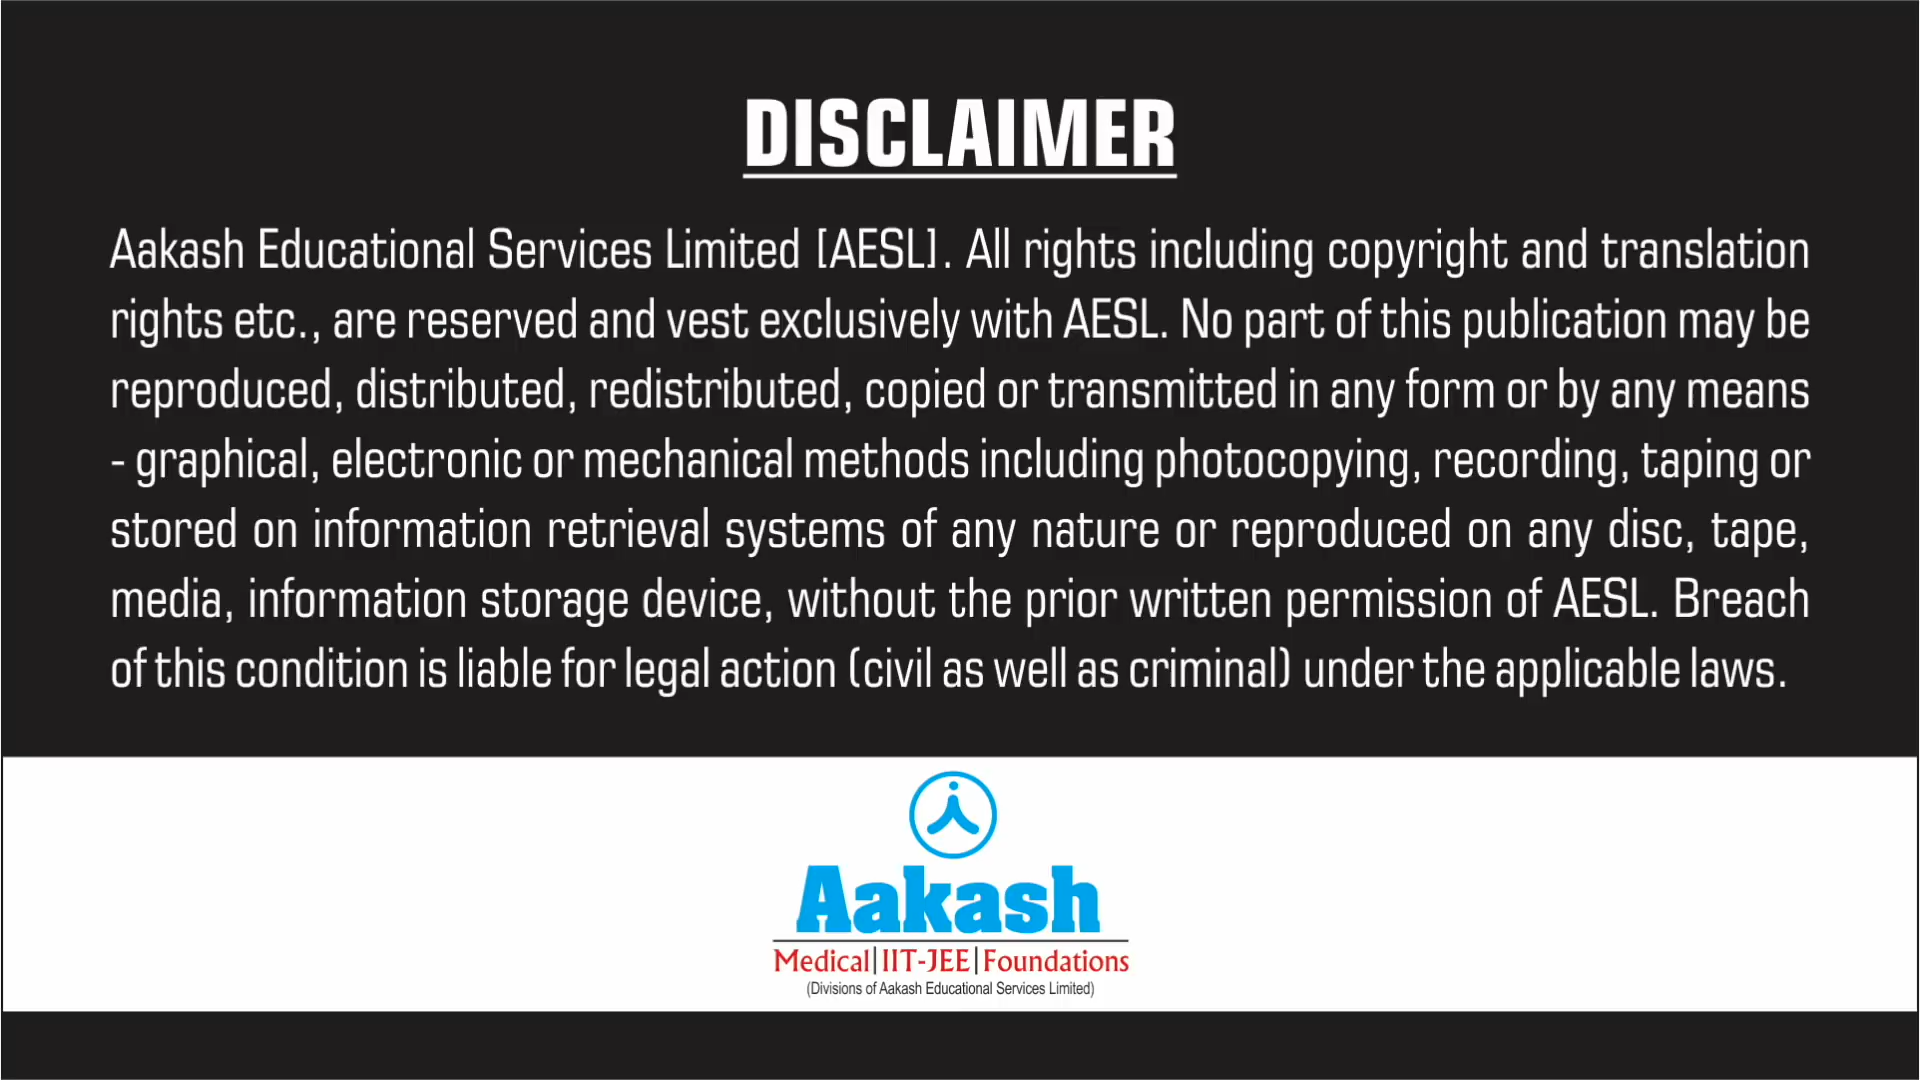 DISCLAIMER
Aakash Educational Services Limited [AESL]. All rights including copyright and translation
rights etc., are reserved and vest exclusively with AESL. No part of this publication may be
reproduced, distributed, redistributed, copied or transmitted in any form or by any means
- graphical, electronic or mechanical methods including photocopying, recording, taping or
stored on information retrieval systems of any nature or reproduced on any disc, tape,
media, information storage device, without the prior written permission of AESL. Breach
of this condition is liable for legal action (civil as well as criminal) under the applicable laws.
Aakash
Medical|IIT-JEE|Foundations
(Divisions of Aakash Educational Services Limited)